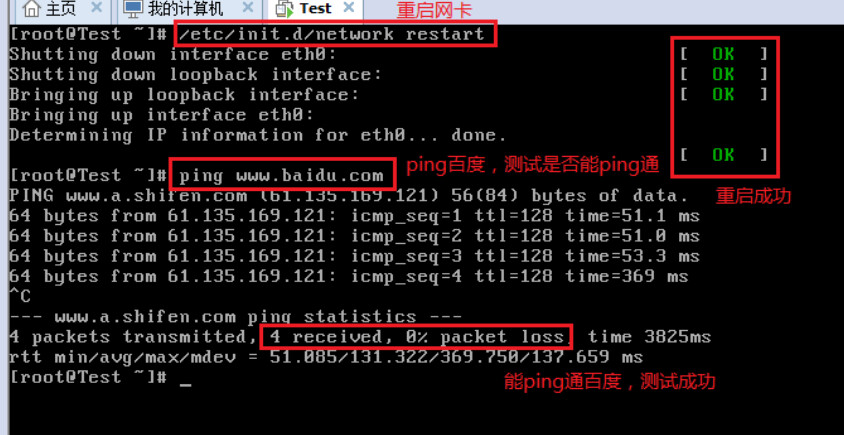 主页 × 我的计算机 × Test × 重启网卡
[root@Test ~]# /etc/init.d/network restart
Shutting down interface eth0: [ OK ]
Shutting down loopback interface: [ OK ]
Bringing up loopback interface: [ OK ]
Bringing up interface eth0:
Determining IP information for eth0... done.
[ OK ]
[root@Test ~]# ping www.baidu.com ping百度，测试是否能ping通
PING www.a.shifen.com (61.135.169.121) 56(84) bytes of data. 重启成功
64 bytes from 61.135.169.121: icmp_seq=1 ttl=128 time=51.1 ms
64 bytes from 61.135.169.121: icmp_seq=2 ttl=128 time=51.0 ms
64 bytes from 61.135.169.121: icmp_seq=3 ttl=128 time=53.3 ms
64 bytes from 61.135.169.121: icmp_seq=4 ttl=128 time=369 ms
^C
--- www.a.shifen.com ping statistics ---
4 packets transmitted, 4 received, 0% packet loss, time 3825ms
rtt min/avg/max/mdev = 51.085/131.322/369.750/137.659 ms
[root@Test ~]# _ 能ping通百度，测试成功